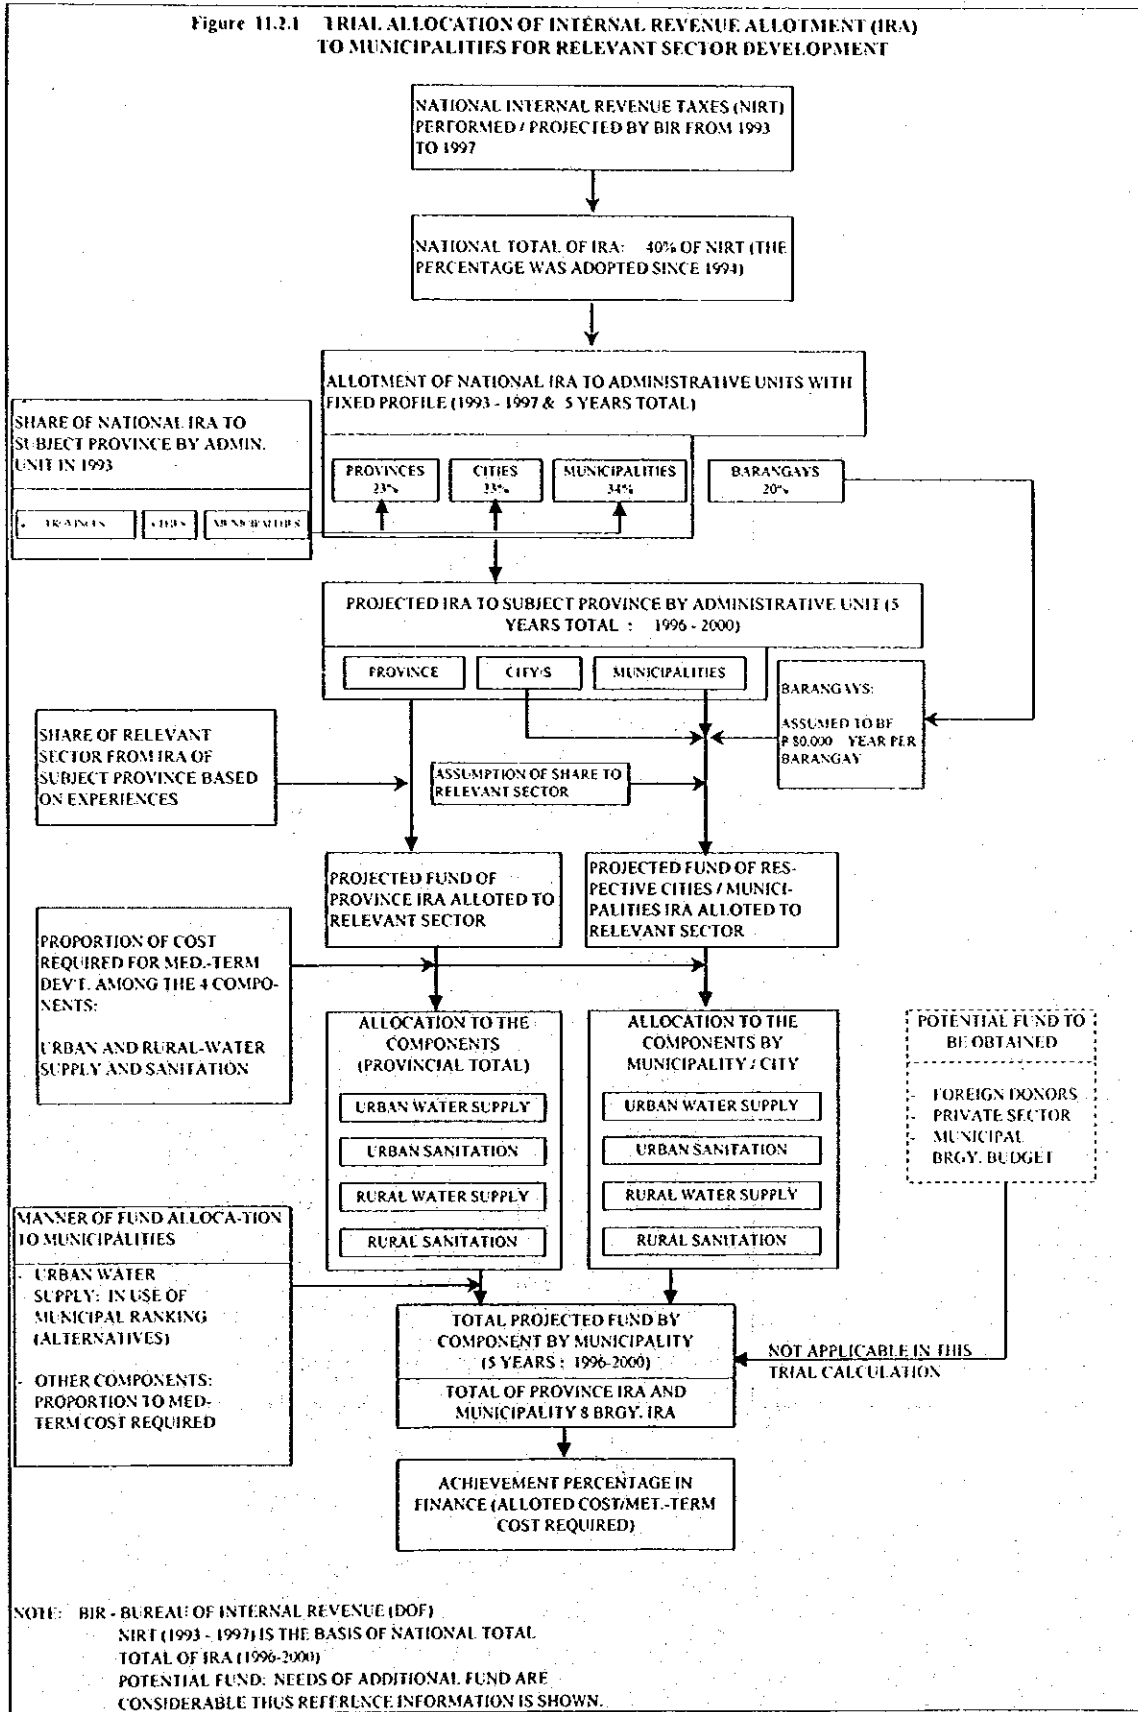 Figure 11.2.1 TRIAL ALLOCATION OF INTERNAL REVENUE ALLOTMENT (IRA)
TO MUNICIPALITIES FOR RELEVANT SECTOR DEVELOPMENT
NATIONAL INTERNAL REVENUE TAXES (NIRT)
PERFORMED / PROJECTED BY BIR FROM 1993
TO 1997
NATIONAL TOTAL OF IRA: 40% OF NIRT (THE
PERCENTAGE WAS ADOPTED SINCE 1994)
ALLOTMENT OF NATIONAL IRA TO ADMINISTRATIVE UNITS WITH
FIXED PROFILE (1993 - 1997 & 5 YEARS TOTAL)
SHARE OF NATIONAL IRA TO
SUBJECT PROVINCE BY ADMIN.
UNIT IN 1993
PROVINCES
23%
CITIES
23%
MUNICIPALITIES
34%
BARANGAYS
20%
PROVINCES
CITIES
MUNICIPALITIES
PROJECTED IRA TO SUBJECT PROVINCE BY ADMINISTRATIVE UNIT (5
YEARS TOTAL : 1996 - 2000)
PROVINCE
CITY/S
MUNICIPALITIES
BARANGAYS:
ASSUMED TO BE
P 80.000 YEAR PER
BARANGAY
SHARE OF RELEVANT
SECTOR FROM IRA OF
SUBJECT PROVINCE BASED
ON EXPERIENCES
ASSUMPTION OF SHARE TO
RELEVANT SECTOR
PROJECTED FUND OF
PROVINCE IRA ALLOTED TO
RELEVANT SECTOR
PROJECTED FUND OF RES-
PECTIVE CITIES / MUNICI-
PALITIES IRA ALLOTED TO
RELEVANT SECTOR
PROPORTION OF COST
REQUIRED FOR MED.-TERM
DEV'T. AMONG THE 4 COMPO-
NENTS:
URBAN AND RURAL-WATER
SUPPLY AND SANITATION
ALLOCATION TO THE
COMPONENTS
(PROVINCIAL TOTAL)
URBAN WATER SUPPLY
URBAN SANITATION
RURAL WATER SUPPLY
RURAL SANITATION
ALLOCATION TO THE
COMPONENTS BY
MUNICIPALITY / CITY
URBAN WATER SUPPLY
URBAN SANITATION
RURAL WATER SUPPLY
RURAL SANITATION
POTENTIAL FUND TO
BE OBTAINED
- FOREIGN DONORS
- PRIVATE SECTOR
- MUNICIPAL
BRGY. BUDGET
MANNER OF FUND ALLOCA-TION
TO MUNICIPALITIES
- URBAN WATER
SUPPLY: IN USE OF
MUNICIPAL RANKING
(ALTERNATIVES)
- OTHER COMPONENTS:
PROPORTION TO MED-
TERM COST REQUIRED
TOTAL PROJECTED FUND BY
COMPONENT BY MUNICIPALITY
(5 YEARS : 1996-2000)
TOTAL OF PROVINCE IRA AND
MUNICIPALITY & BRGY. IRA
NOT APPLICABLE IN THIS
TRIAL CALCULATION
ACHIEVEMENT PERCENTAGE IN
FINANCE (ALLOTED COST/MET.-TERM
COST REQUIRED)
NOTE: BIR - BUREAU OF INTERNAL REVENUE (DOF)
NIRT (1993 - 1997) IS THE BASIS OF NATIONAL TOTAL
TOTAL OF IRA (1996-2000)
POTENTIAL FUND: NEEDS OF ADDITIONAL FUND ARE
CONSIDERABLE THUS REFERENCE INFORMATION IS SHOWN.